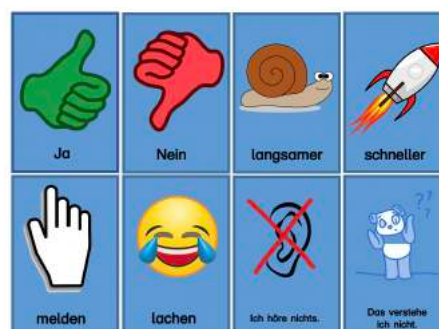 Ja
Nein
langsamer
schneller
melden
lachen
Ich höre nichts.
Das verstehe
ich nicht.